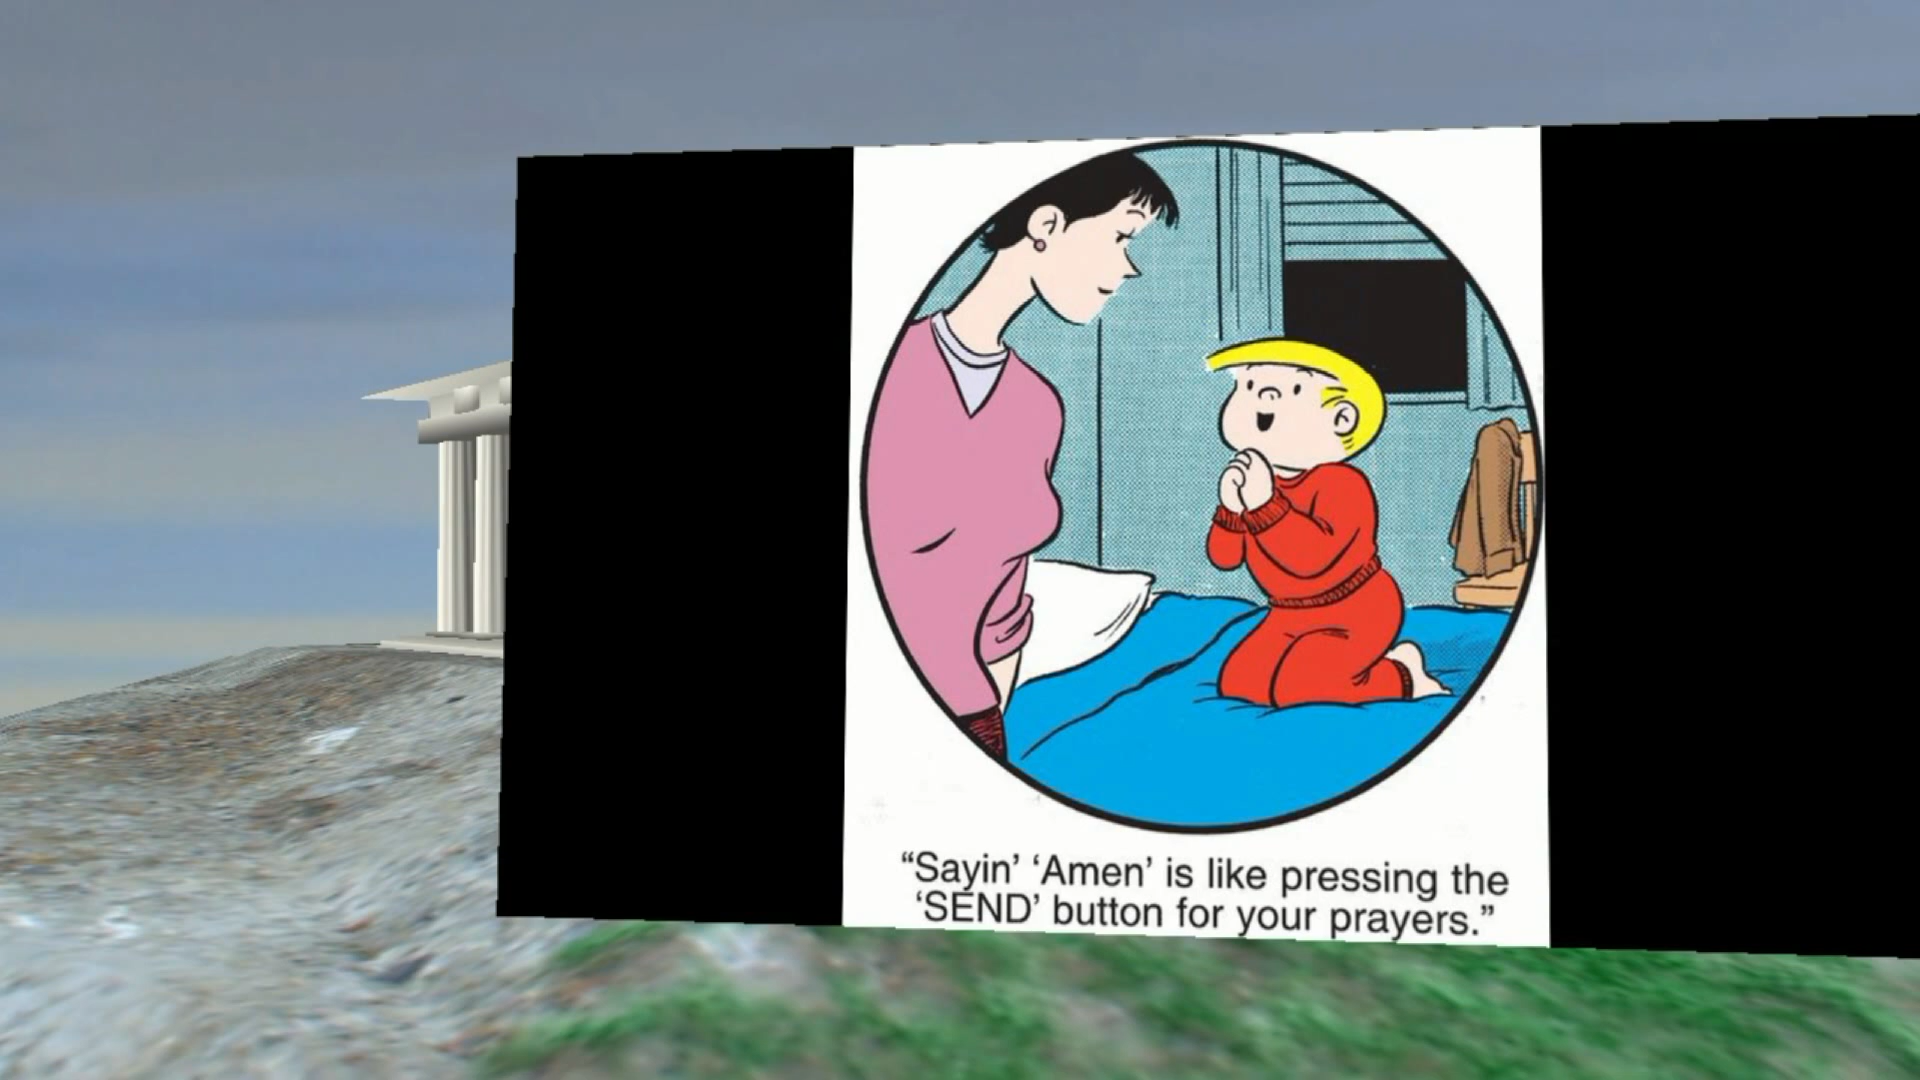 “Sayin’ ‘Amen’ is like pressing the
‘SEND’ button for your prayers.”